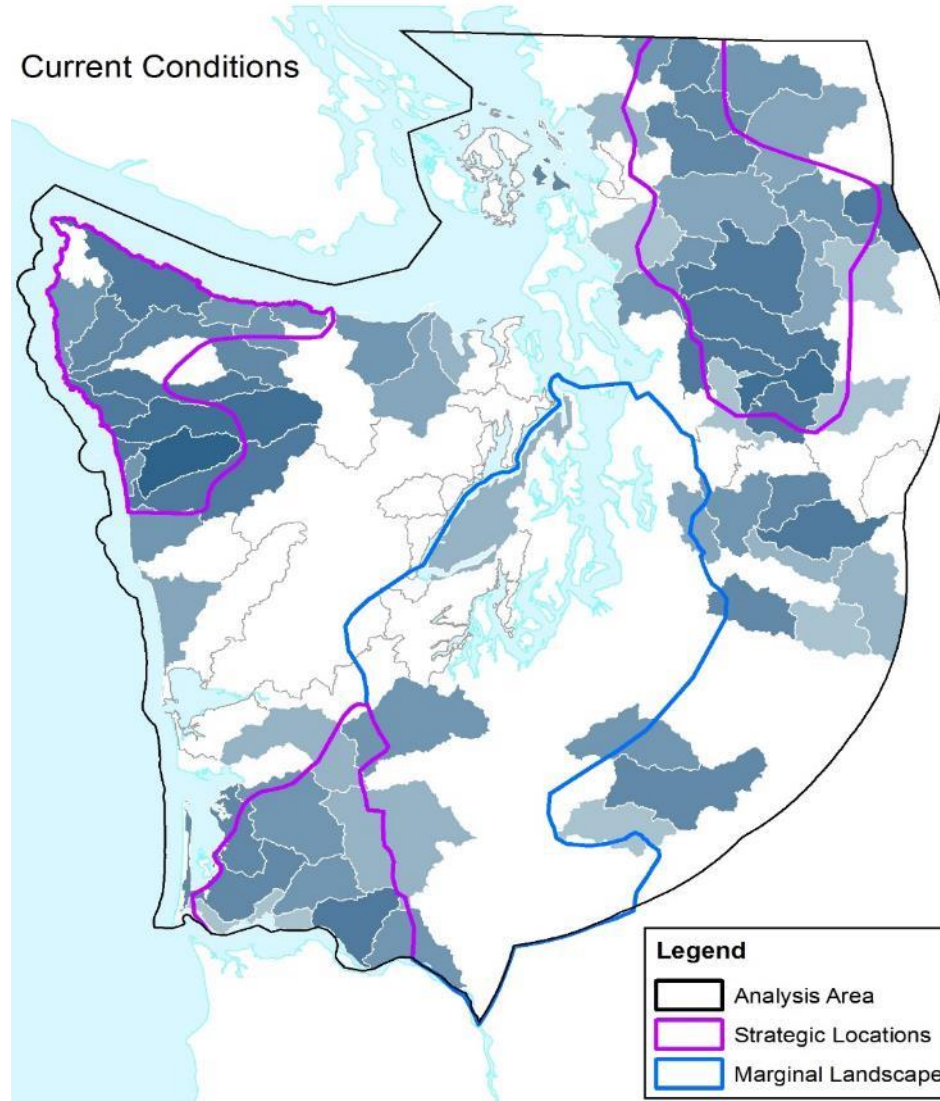 Current Conditions
Legend
Analysis Area
Strategic Locations
Marginal Landscape